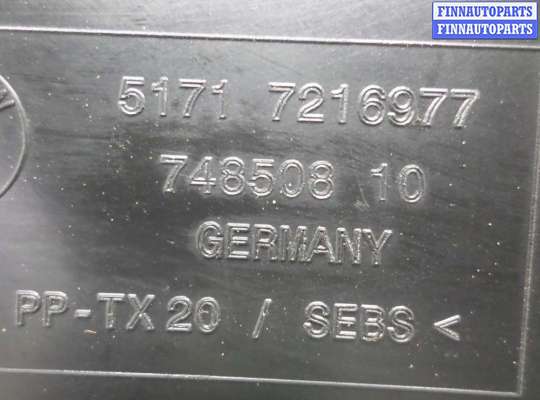 FINNAUTOPARTS
FINNAUTOPARTS
5171 7216977
748508 10
GERMANY
PP-TX20 / SEBS <